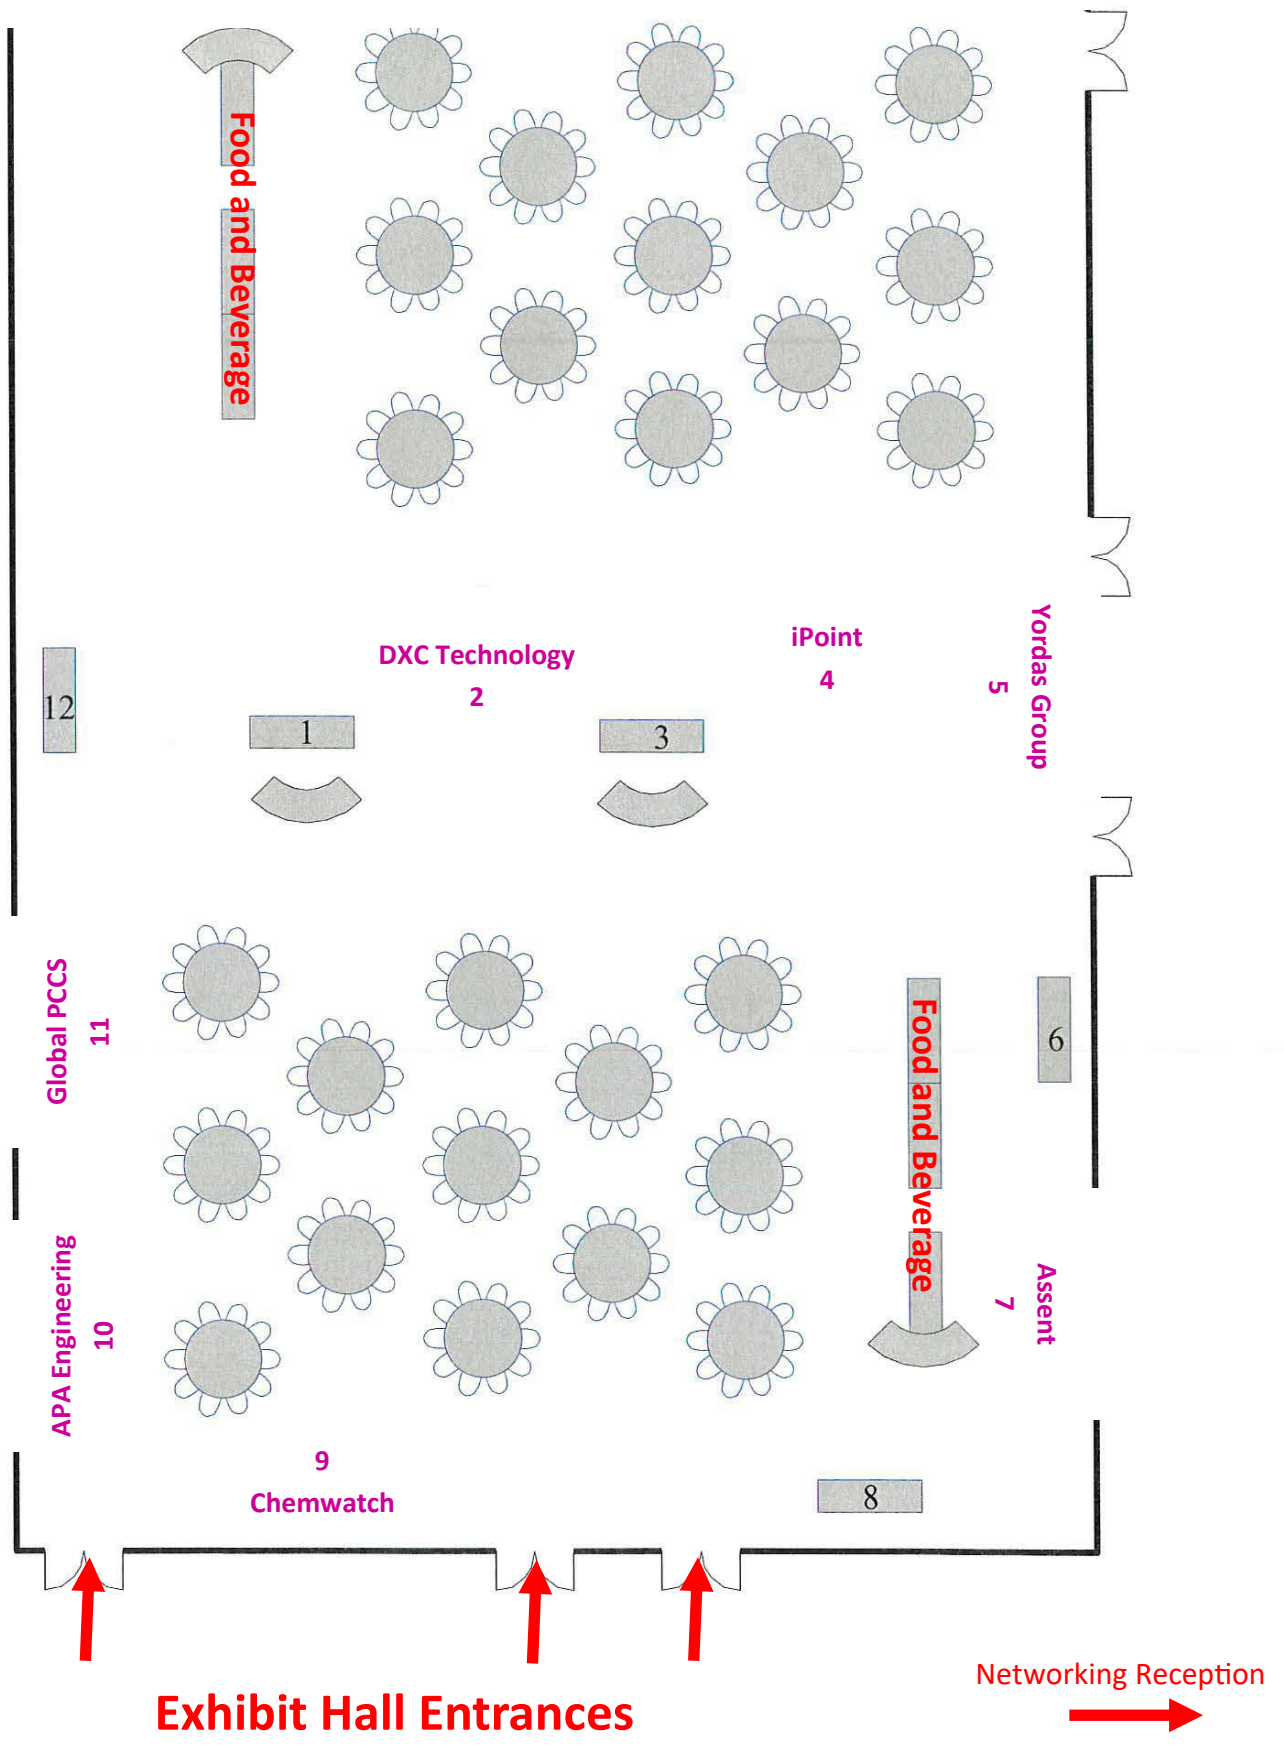 Food and Beverage
iPoint
4
DXC Technology
2
Yordas Group
5
12
1
3
Global PCCS
11
Food and Beverage
6
APA Engineering
10
Assent
7
9
Chemwatch
8
Exhibit Hall Entrances
Networking Reception